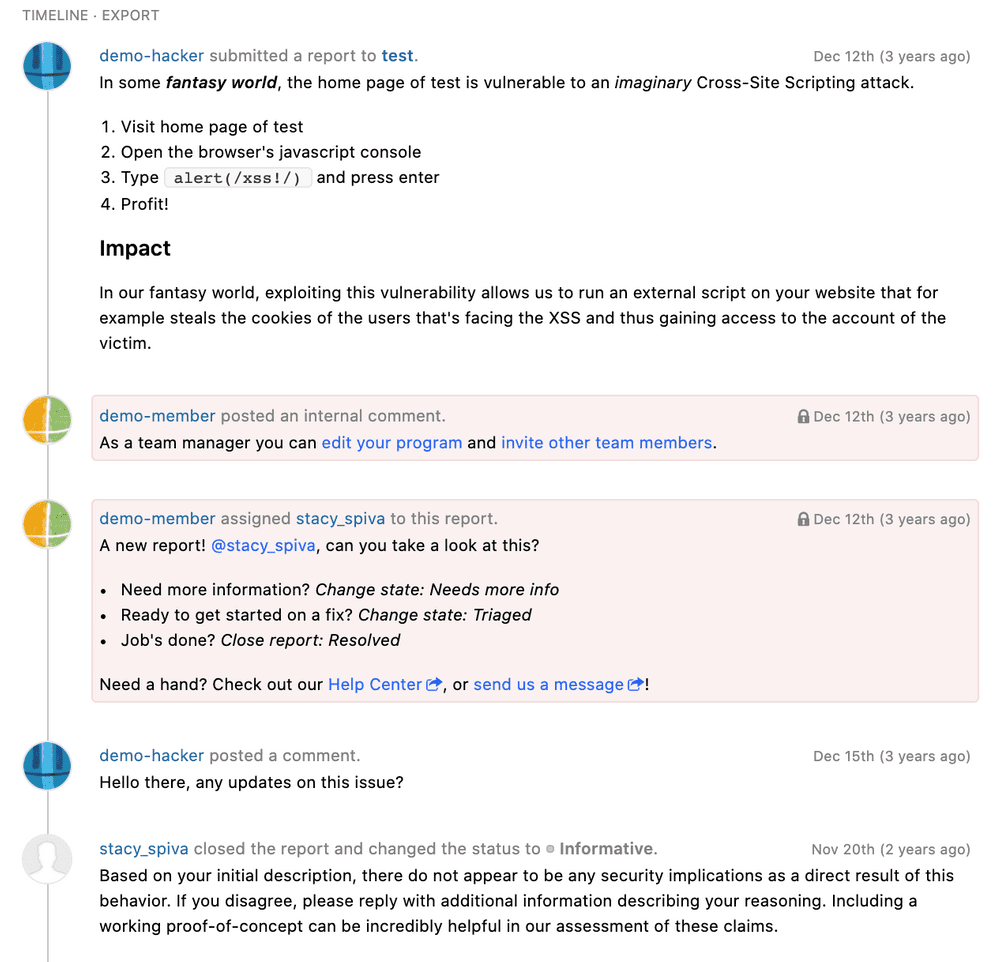 TIMELINE · EXPORT
demo-hacker submitted a report to test. Dec 12th (3 years ago)
In some fantasy world, the home page of test is vulnerable to an imaginary Cross-Site Scripting attack.
1. Visit home page of test
2. Open the browser's javascript console
3. Type alert(/xss!/) and press enter
4. Profit!
Impact
In our fantasy world, exploiting this vulnerability allows us to run an external script on your website that for
example steals the cookies of the users that's facing the XSS and thus gaining access to the account of the
victim.
demo-member posted an internal comment. Dec 12th (3 years ago)
As a team manager you can edit your program and invite other team members.
demo-member assigned stacy_spiva to this report. Dec 12th (3 years ago)
A new report! @stacy_spiva, can you take a look at this?
• Need more information? Change state: Needs more info
• Ready to get started on a fix? Change state: Triaged
• Job's done? Close report: Resolved
Need a hand? Check out our Help Center, or send us a message!
demo-hacker posted a comment. Dec 15th (3 years ago)
Hello there, any updates on this issue?
stacy_spiva closed the report and changed the status to Informative. Nov 20th (2 years ago)
Based on your initial description, there do not appear to be any security implications as a direct result of this
behavior. If you disagree, please reply with additional information describing your reasoning. Including a
working proof-of-concept can be incredibly helpful in our assessment of these claims.